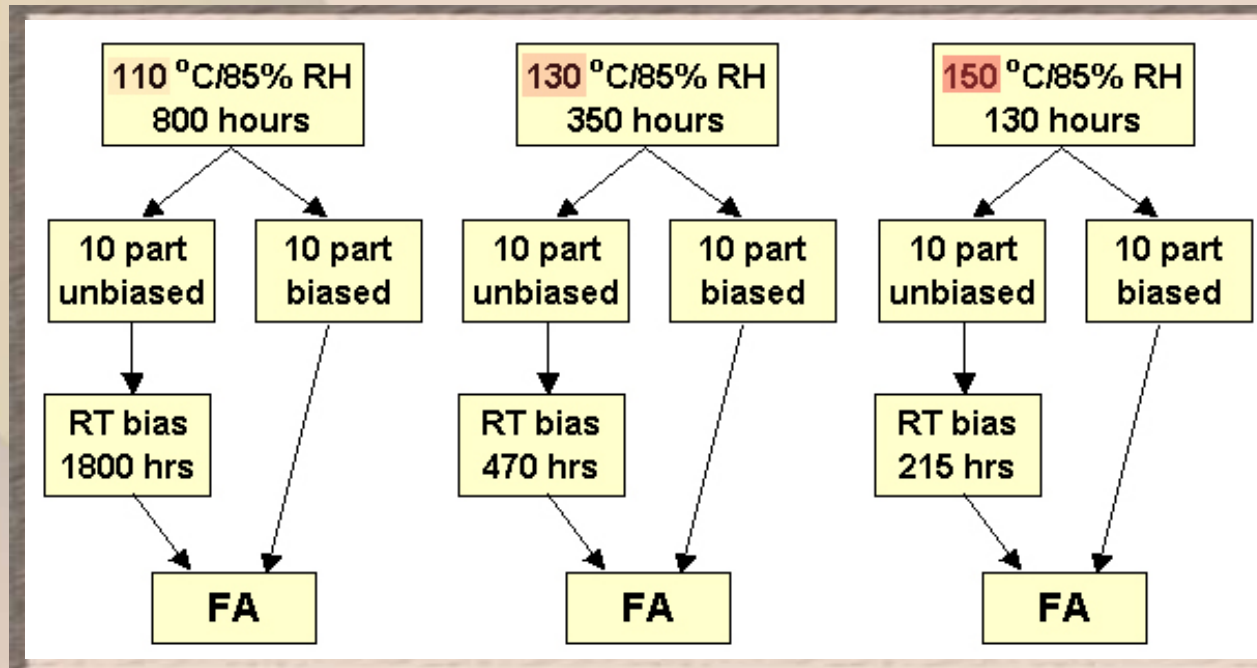 110 °C/85% RH
800 hours
10 part
unbiased
10 part
biased
RT bias
1800 hrs
FA
130 °C/85% RH
350 hours
10 part
unbiased
10 part
biased
RT bias
470 hrs
FA
150 °C/85% RH
130 hours
10 part
unbiased
10 part
biased
RT bias
215 hrs
FA